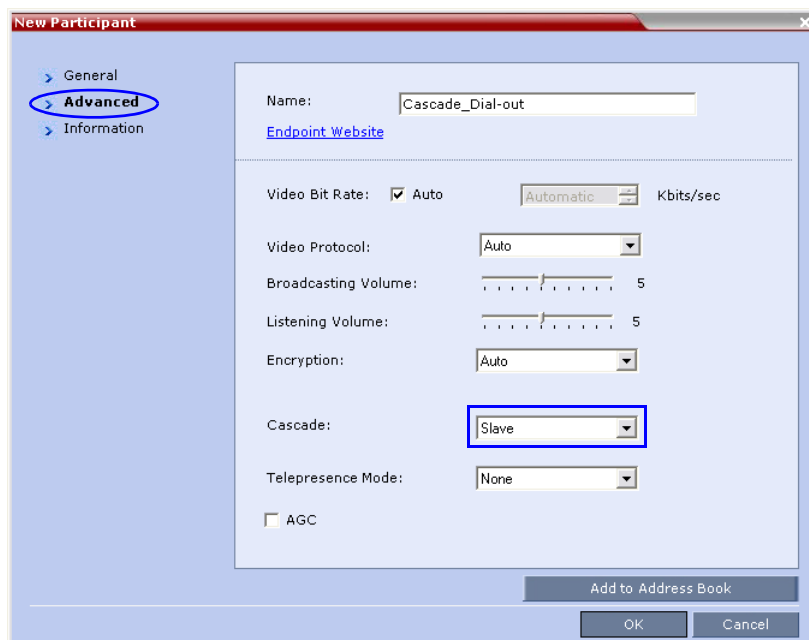 New Participant
General
Advanced
Information
Name: Cascade_Dial-out
Endpoint Website
Video Bit Rate: Auto Automatic Kbits/sec
Video Protocol: Auto
Broadcasting Volume: 5
Listening Volume: 5
Encryption: Auto
Cascade: Slave
Telepresence Mode: None
AGC
Add to Address Book
OK Cancel